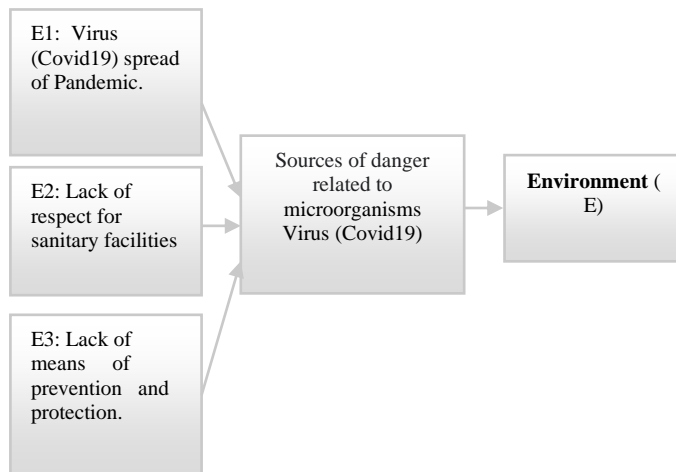 E1: Virus
(Covid19) spread
of Pandemic.
E2: Lack of
respect for
sanitary facilities
E3: Lack of
means of
prevention and
protection.
Sources of danger
related to
microorganisms
Virus (Covid19)
Environment (
E)